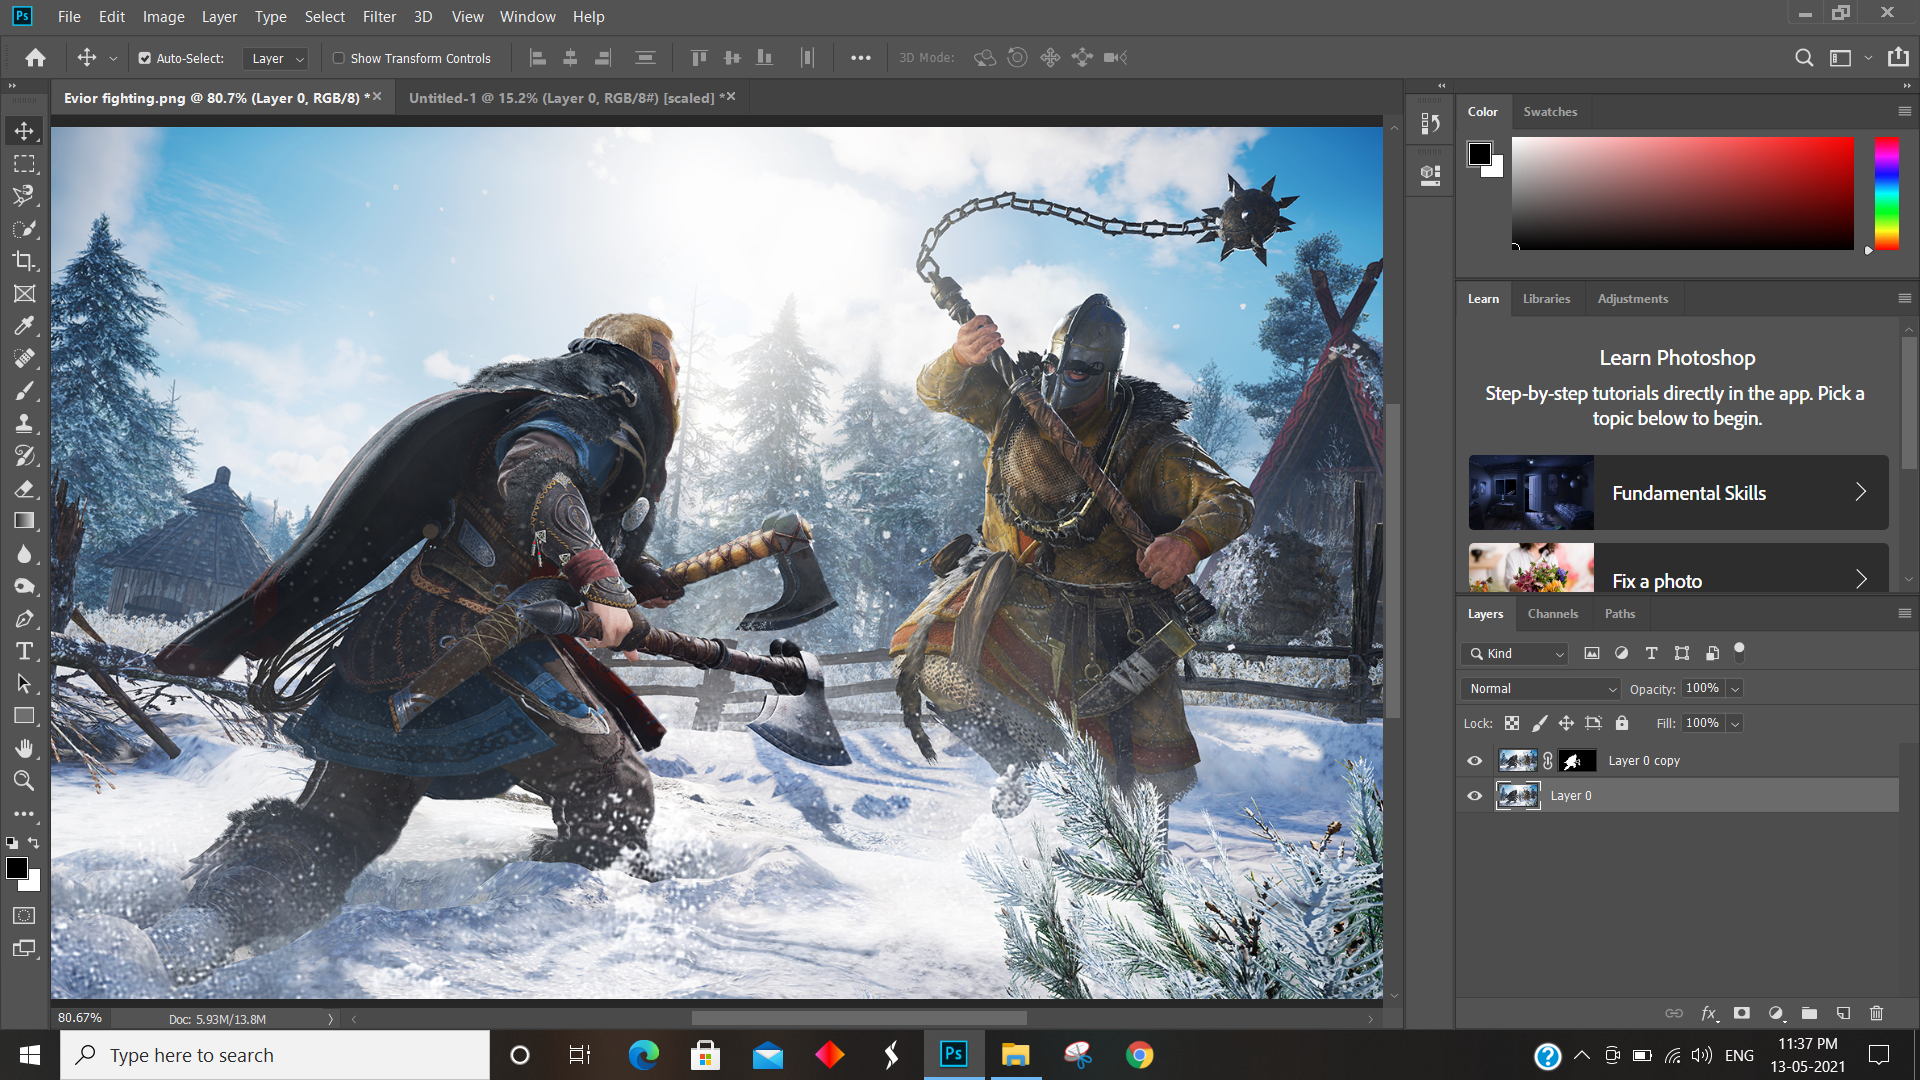 Ps File Edit Image Layer Type Select Filter 3D View Window Help
Auto-Select: Layer Show Transform Controls 3D Mode:
Evior fighting.png @ 80.7% (Layer 0, RGB/8) * Untitled-1 @ 15.2% (Layer 0, RGB/8#) [scaled] *
Color Swatches
Learn Libraries Adjustments
Learn Photoshop
Step-by-step tutorials directly in the app. Pick a
topic below to begin.
Fundamental Skills
Fix a photo
Layers Channels Paths
Kind
Normal Opacity: 100%
Lock: Fill: 100%
Layer 0 copy
Layer 0
fx
80.67% Doc: 5.93M/13.8M
Type here to search
Ps
ENG
11:37 PM
13-05-2021